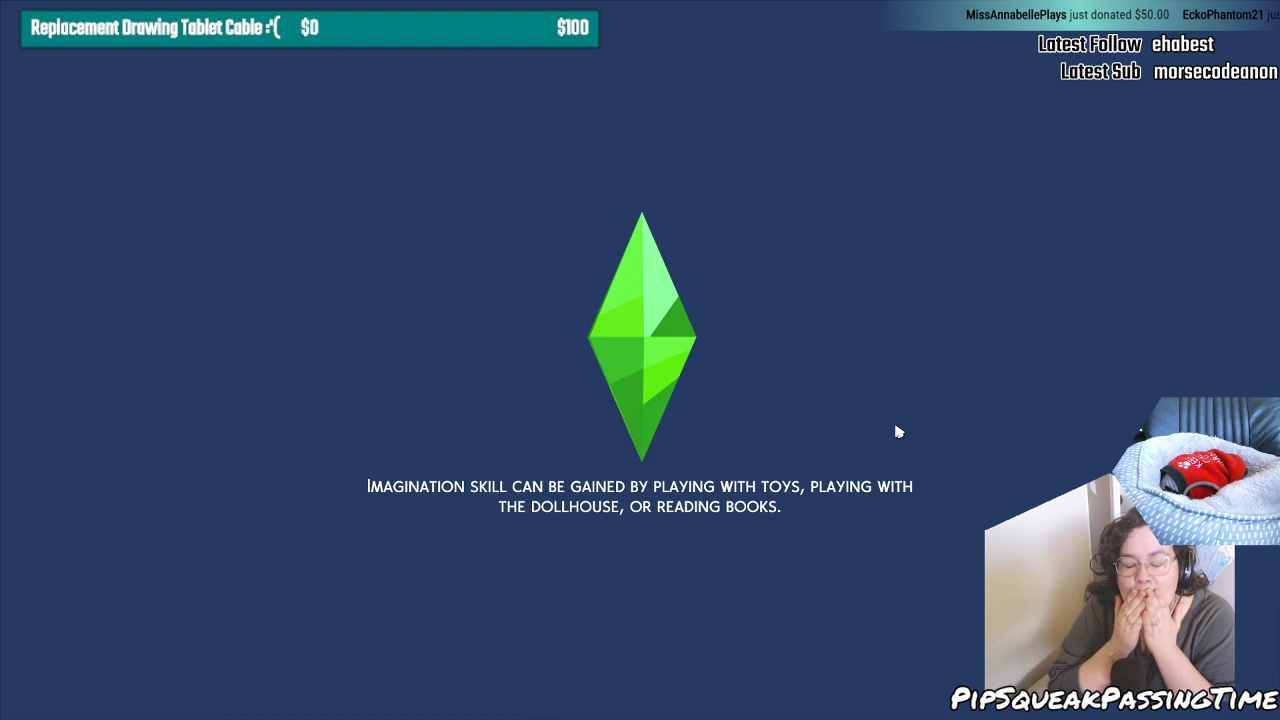 Replacement Drawing Tablet Cable :'( $0 $100
MissAnnabellePlays just donated $50.00 EckoPhantom21
Latest Follow ehabest
Latest Sub morsecodeanon
IMAGINATION SKILL CAN BE GAINED BY PLAYING WITH TOYS, PLAYING WITH
THE DOLLHOUSE, OR READING BOOKS.
PIPSQUEAKPASSINGTIME